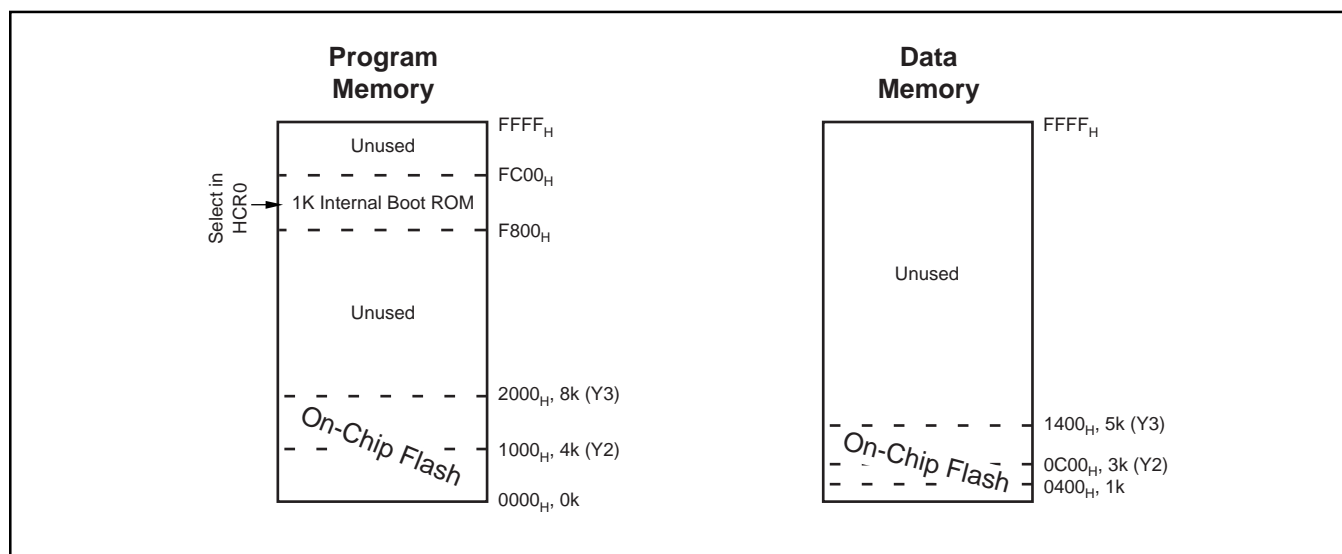 Program
Memory
FFFFH
Unused
FC00H
Select in
HCR0
1K Internal Boot ROM
F800H
Unused
2000H, 8k (Y3)
On-Chip Flash
1000H, 4k (Y2)
0000H, 0k
Data
Memory
FFFFH
Unused
1400H, 5k (Y3)
On-Chip Flash
0C00H, 3k (Y2)
0400H, 1k